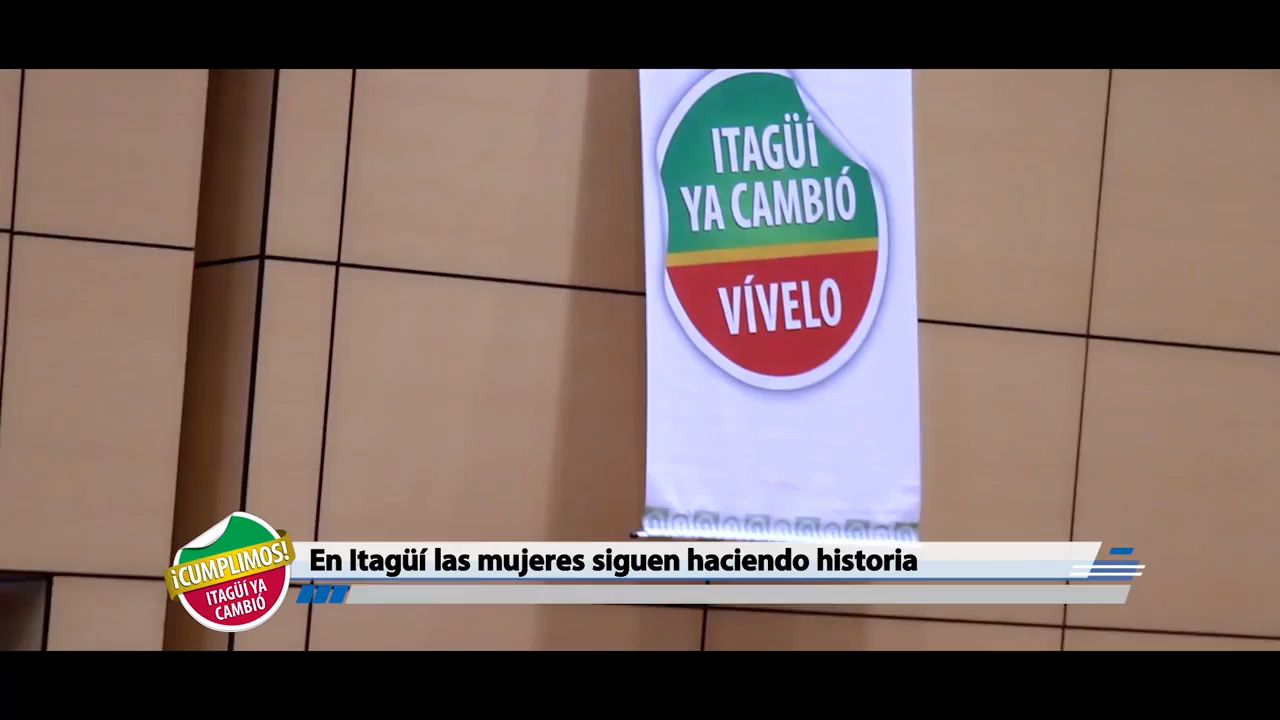 ITAGÜÍ
YA CAMBIÓ
VÍVELO
¡CUMPLIMOS!
ITAGÜÍ YA
CAMBIÓ
En Itagüí las mujeres siguen haciendo historia